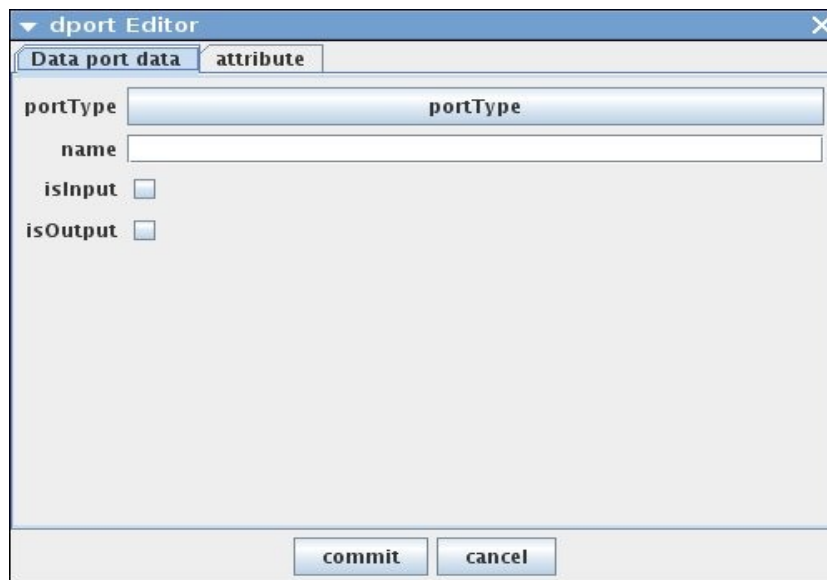 dport Editor
Data port data attribute
portType portType
name
isInput
isOutput
commit cancel